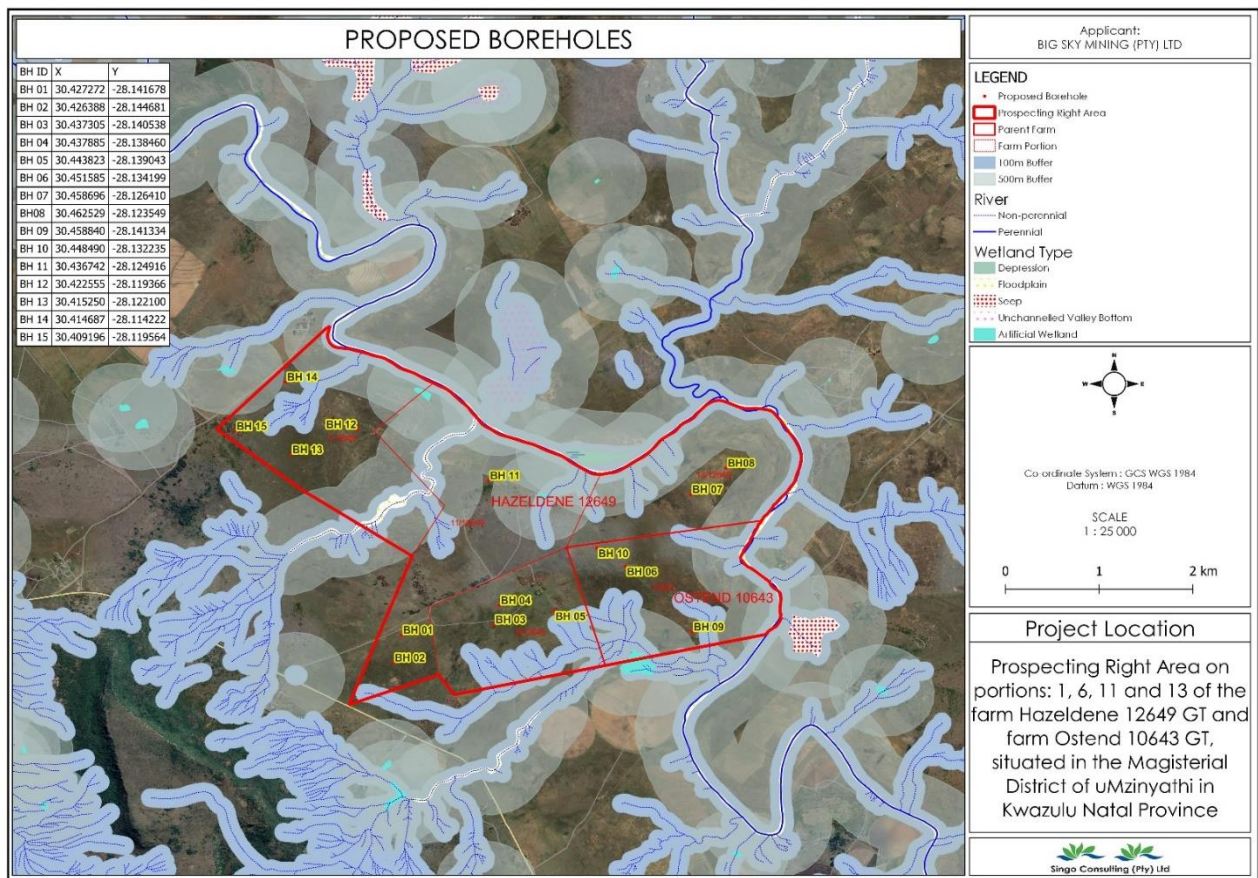 PROPOSED BOREHOLES
BH ID X Y
BH 01 30.427272 -28.141678
BH 02 30.426388 -28.144681
BH 03 30.437305 -28.140538
BH 04 30.437885 -28.138460
BH 05 30.443823 -28.139043
BH 06 30.451585 -28.134199
BH 07 30.458696 -28.126410
BH08 30.462529 -28.123549
BH 09 30.458840 -28.141334
BH 10 30.448490 -28.132235
BH 11 30.436742 -28.124916
BH 12 30.422555 -28.119366
BH 13 30.415250 -28.122100
BH 14 30.414687 -28.114222
BH 15 30.409196 -28.119564
BH 14
BH 15
BH 12
BH 13
BH 11
BH08
BH 07
HAZELDENE 12649
BH 10
BH 06
OSTEND 10643
BH 04
BH 03
BH 05
BH 09
BH 01
BH 02
Applicant:
BIG SKY MINING (PTY) LTD
LEGEND
Proposed Borehole
Prospecting Right Area
Parent Farm
Farm Portion
100m Buffer
500m Buffer
River
Non-perennial
Perennial
Wetland Type
Depression
Floodplain
Seep
Unchannelled Valley Bottom
Artificial Wetland
N
W E
S
Co-ordinate System : GCS WGS 1984
Datum : WGS 1984
SCALE
1 : 25 000
0 1 2 km
Project Location
Prospecting Right Area on
portions: 1, 6, 11 and 13 of the
farm Hazeldene 12649 GT and
farm Ostend 10643 GT,
situated in the Magisterial
District of uMzinyathi in
Kwazulu Natal Province
Singo Consulting (Pty) Ltd